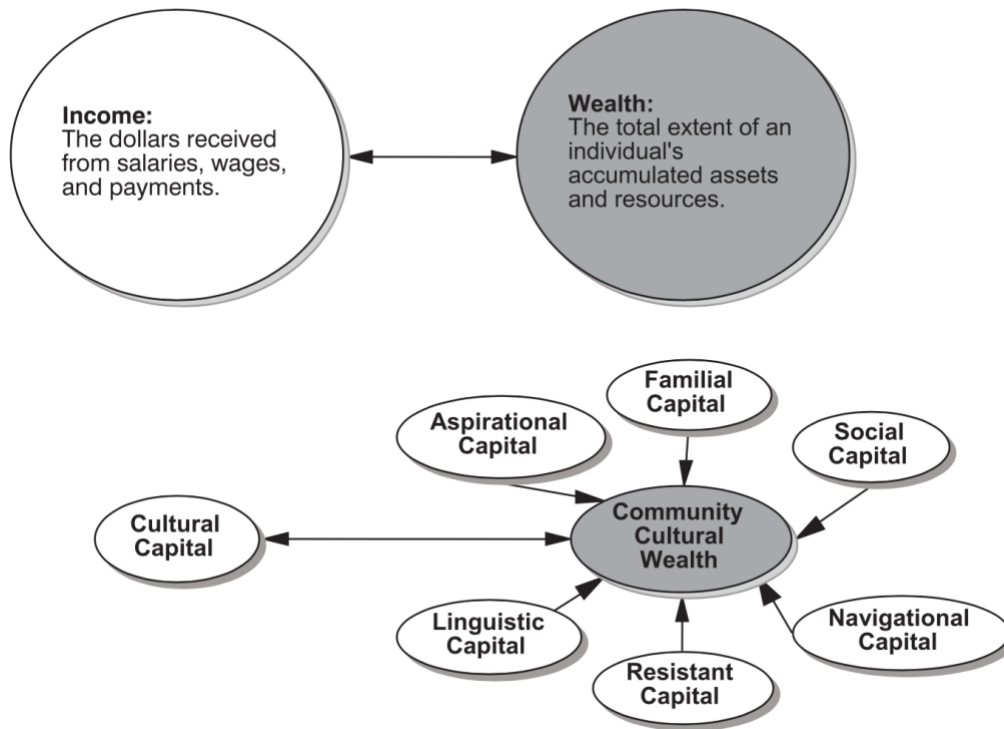 Income:
The dollars received
from salaries, wages,
and payments.
Wealth:
The total extent of an
individual's
accumulated assets
and resources.
Familial
Capital
Aspirational
Capital
Social
Capital
Cultural
Capital
Community
Cultural
Wealth
Linguistic
Capital
Navigational
Capital
Resistant
Capital